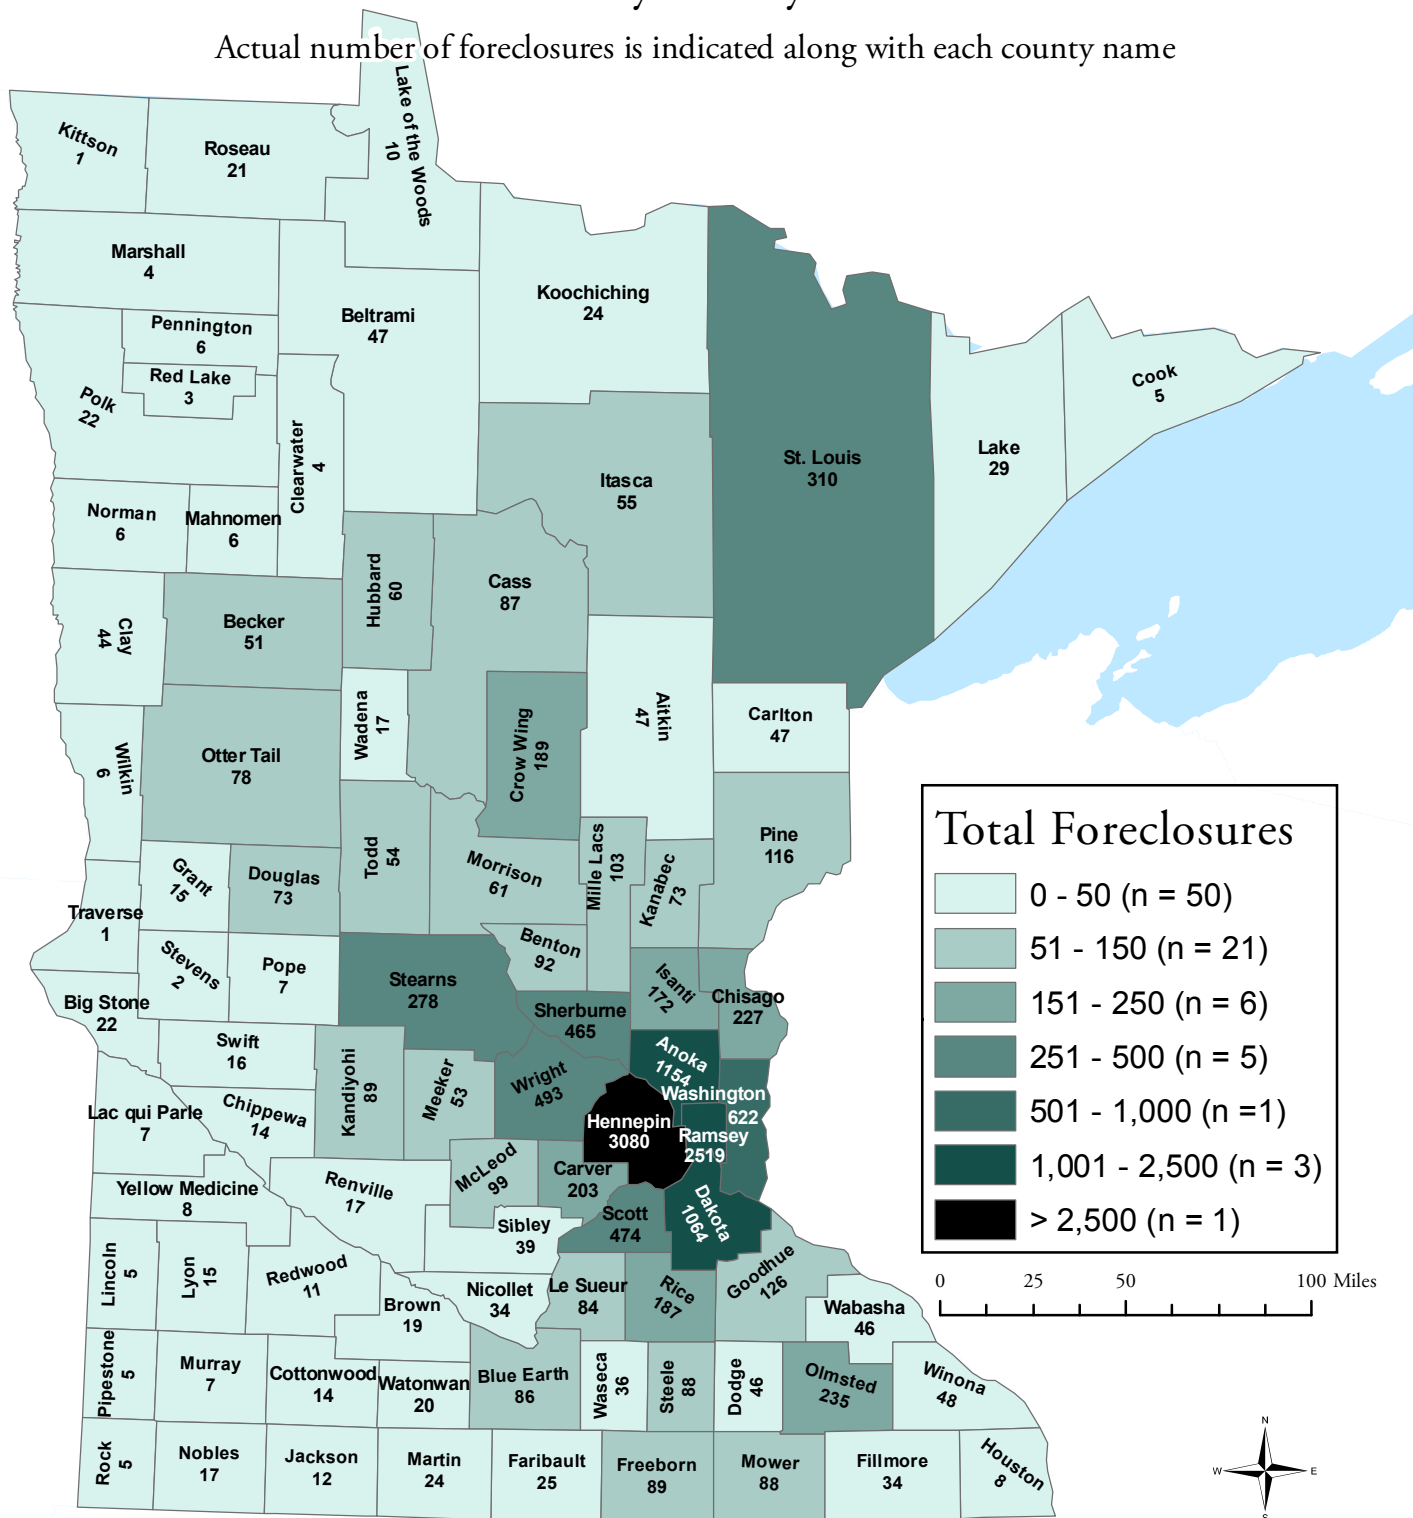 Actual number of foreclosures is indicated along with each county name
Kittson
1
Roseau
21
Lake of the Woods
10
Marshall
4
Beltrami
47
Koochiching
24
Pennington
6
Red Lake
3
Polk
22
Clearwater
4
St. Louis
310
Lake
29
Cook
5
Itasca
55
Norman
6
Mahnomen
6
Hubbard
60
Cass
87
Clay
44
Becker
51
Wadena
17
Crow Wing
189
Aitkin
47
Carlton
47
Wilkin
6
Otter Tail
78
Todd
54
Morrison
61
Mille Lacs
103
Kanabec
73
Pine
116
Grant
15
Douglas
73
Traverse
1
Stevens
2
Pope
7
Stearns
278
Benton
92
Isanti
172
Chisago
227
Big Stone
22
Swift
16
Sherburne
465
Kandiyohi
89
Meeker
53
Wright
493
Anoka
1154
Washington
622
Lac qui Parle
7
Chippewa
14
Hennepin
3080
Ramsey
2519
Yellow Medicine
8
Renville
17
McLeod
99
Carver
203
Scott
474
Dakota
1064
Sibley
39
Lincoln
5
Lyon
15
Redwood
11
Brown
19
Nicollet
34
Le Sueur
84
Rice
187
Goodhue
126
Wabasha
46
Pipestone
5
Murray
7
Cottonwood
14
Watonwan
20
Blue Earth
86
Waseca
36
Steele
88
Dodge
46
Olmsted
235
Winona
48
Rock
5
Nobles
17
Jackson
12
Martin
24
Faribault
25
Freeborn
89
Mower
88
Fillmore
34
Houston
8
Total Foreclosures
0 - 50 (n = 50)
51 - 150 (n = 21)
151 - 250 (n = 6)
251 - 500 (n = 5)
501 - 1,000 (n =1)
1,001 - 2,500 (n = 3)
> 2,500 (n = 1)
0 25 50 100 Miles
N
W E
S